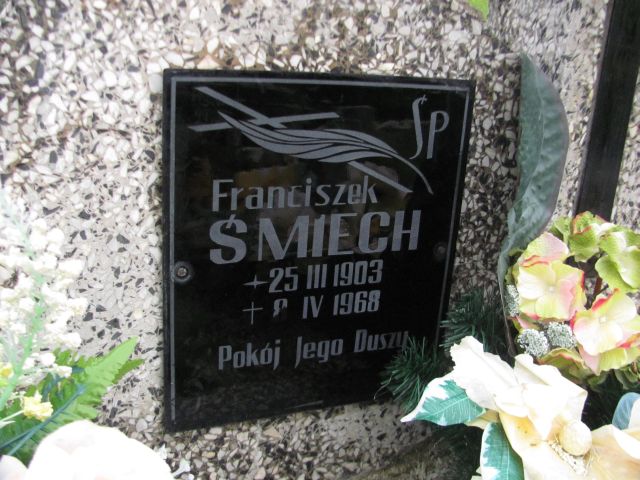 ŚP
Franciszek
ŚMIECH
25 III 1903
8 IV 1968
Pokój Jego Duszy